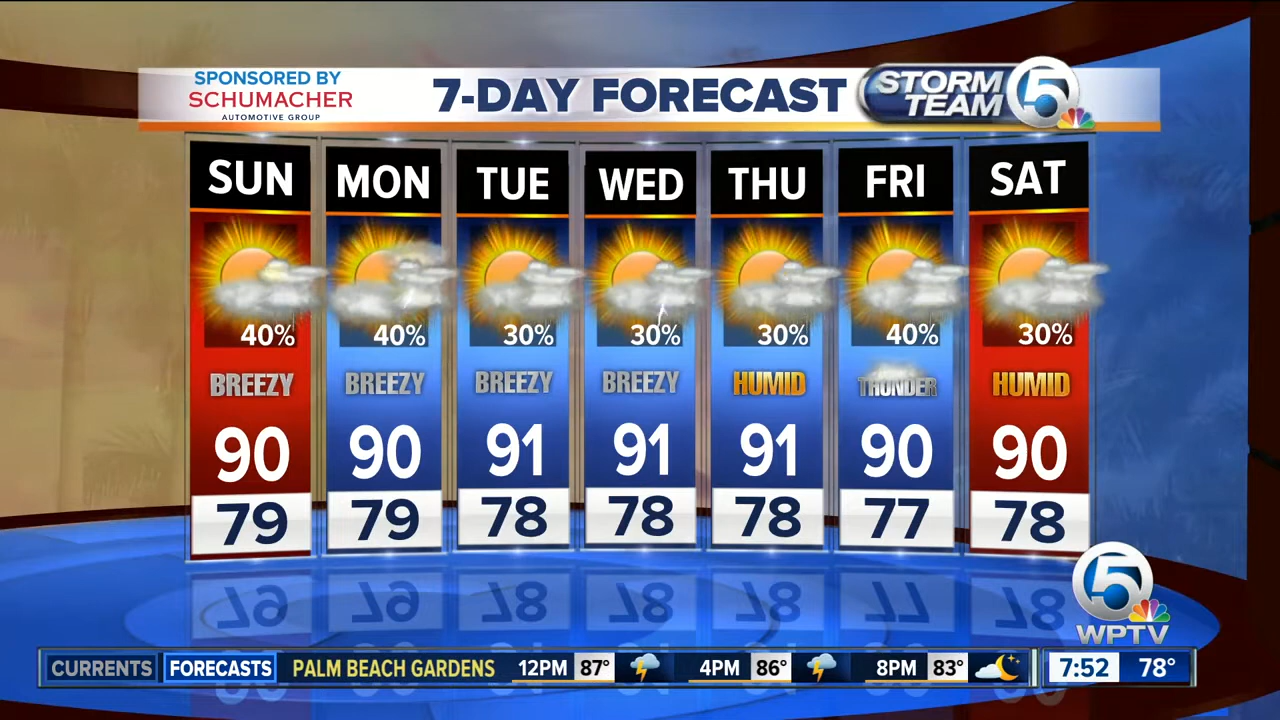 SPONSORED BY
SCHUMACHER
AUTOMOTIVE GROUP
7-DAY FORECAST
STORM
TEAM
5
SUN MON TUE WED THU FRI SAT
40% 40% 30% 30% 30% 40% 30%
BREEZY BREEZY BREEZY BREEZY HUMID THUNDER HUMID
90 90 91 91 91 90 90
79 79 78 78 78 77 78
5
WPTV
CURRENTS FORECASTS PALM BEACH GARDENS 12PM 87° 4PM 86° 8PM 83° 7:52 78°